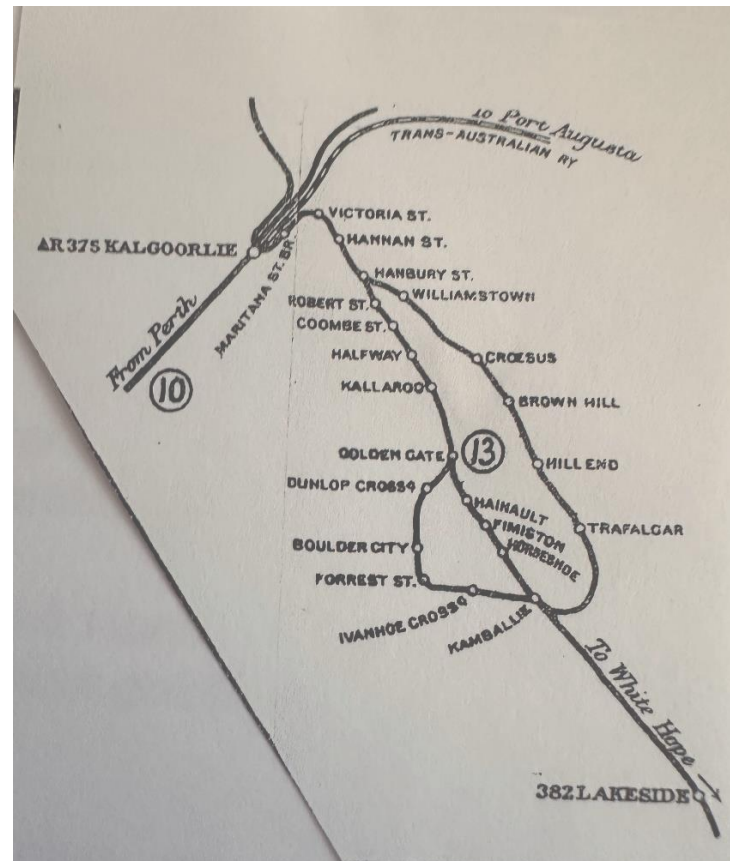 to Port Augusta
TRANS-AUSTRALIAN RY
VICTORIA ST.
▲R 375 KALGOORLIE
HANNAN ST.
MARITANA ST. BR.
HANBURY ST.
WILLIAMSTOWN
ROBERT ST.
From Perth
COOMBE ST.
HALFWAY
CROESUS
10
KALLAROO
BROWN HILL
GOLDEN GATE
13
HILL END
DUNLOP CROSSG
HAINAULT
FIMISTON
TRAFALGAR
HORSESHOE
BOULDER CITY
FORREST ST.
IVANHOE CROSSG
KAMBALLIE
To White Hope
382 LAKESIDE